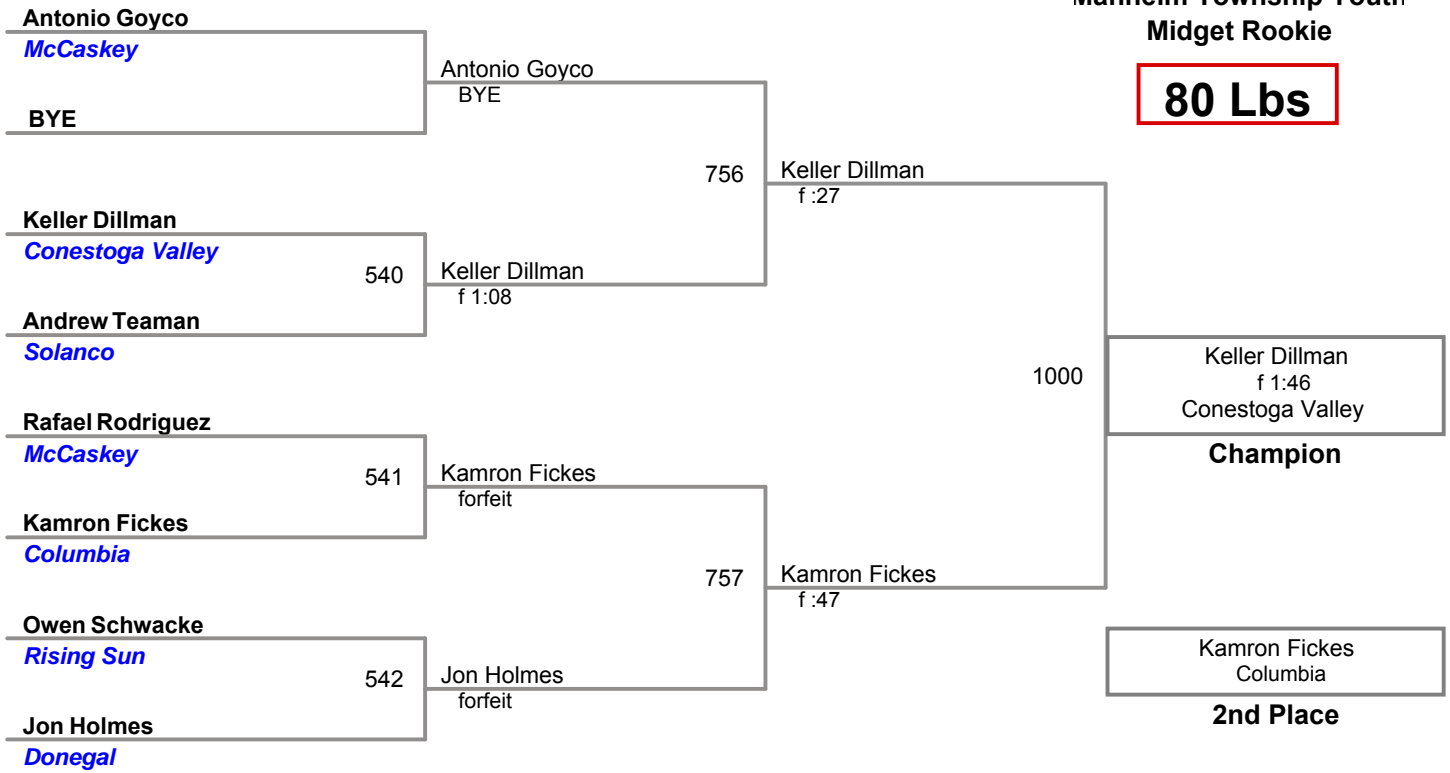 Manheim Township Youth
Midget Rookie
80 Lbs
Antonio Goyco
McCaskey
BYE
Keller Dillman
Conestoga Valley
540
Andrew Teaman
Solanco
Rafael Rodriguez
McCaskey
541
Kamron Fickes
Columbia
Owen Schwacke
Rising Sun
542
Jon Holmes
Donegal
Antonio Goyco
BYE
756
Keller Dillman
f 1:08
Kamron Fickes
forfeit
757
Jon Holmes
forfeit
Keller Dillman
f :27
1000
Kamron Fickes
f :47
Keller Dillman
f 1:46
Conestoga Valley
Champion
Kamron Fickes
Columbia
2nd Place